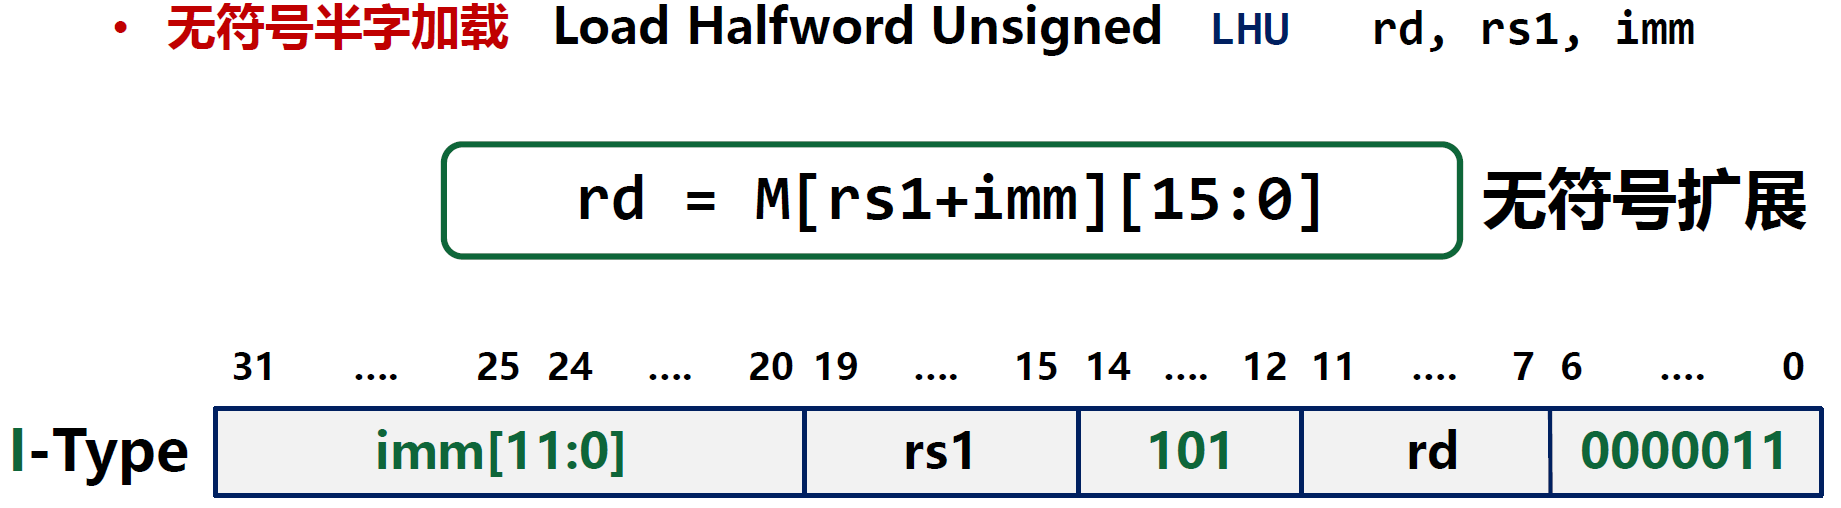 • 无符号半字加载 Load Halfword Unsigned LHU rd, rs1, imm
rd = M[rs1+imm][15:0] 无符号扩展
31 .... 25 24 .... 20 19 .... 15 14 .... 12 11 .... 7 6 .... 0
I-Type imm[11:0] rs1 101 rd 0000011